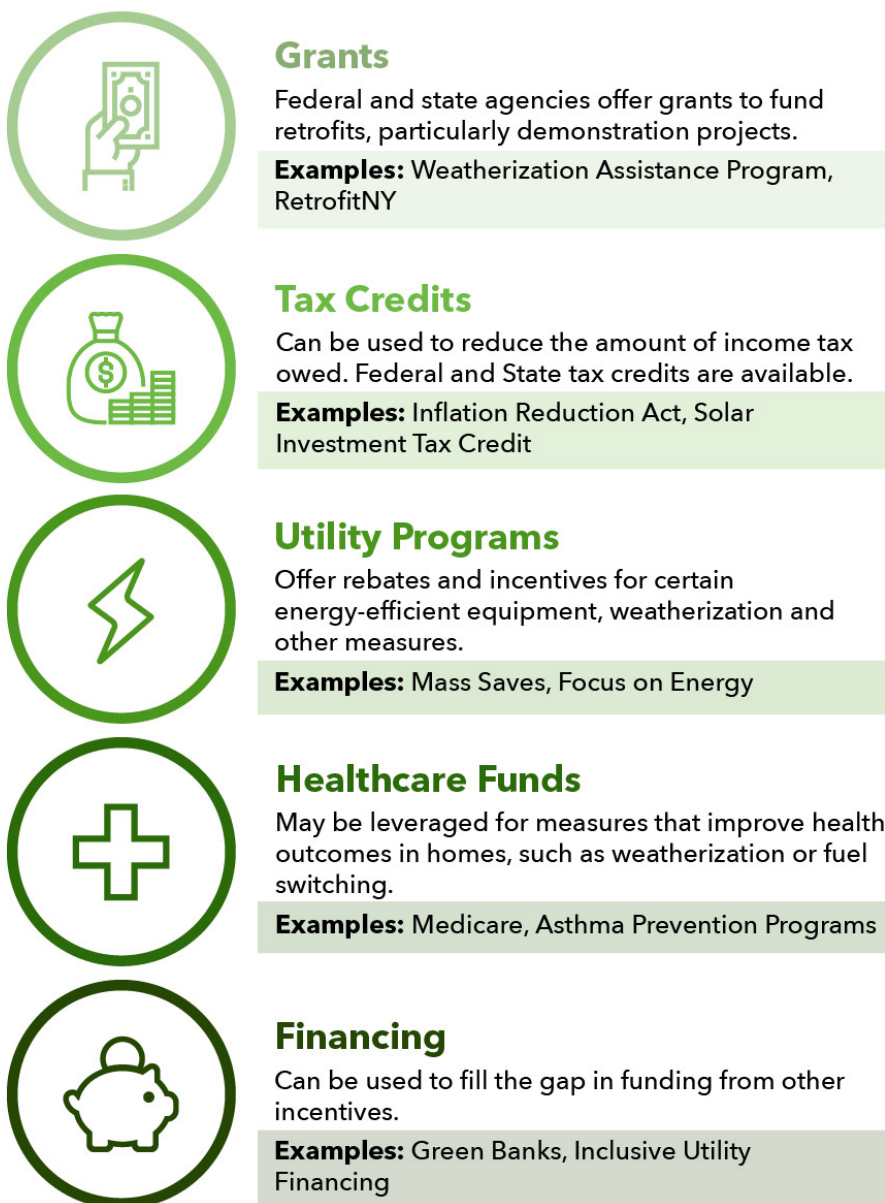 Grants
Federal and state agencies offer grants to fund
retrofits, particularly demonstration projects.
Examples: Weatherization Assistance Program,
RetrofitNY
Tax Credits
Can be used to reduce the amount of income tax
owed. Federal and State tax credits are available.
Examples: Inflation Reduction Act, Solar
Investment Tax Credit
$
Utility Programs
Offer rebates and incentives for certain
energy-efficient equipment, weatherization and
other measures.
Examples: Mass Saves, Focus on Energy
Healthcare Funds
May be leveraged for measures that improve health
outcomes in homes, such as weatherization or fuel
switching.
Examples: Medicare, Asthma Prevention Programs
Financing
Can be used to fill the gap in funding from other
incentives.
Examples: Green Banks, Inclusive Utility
Financing